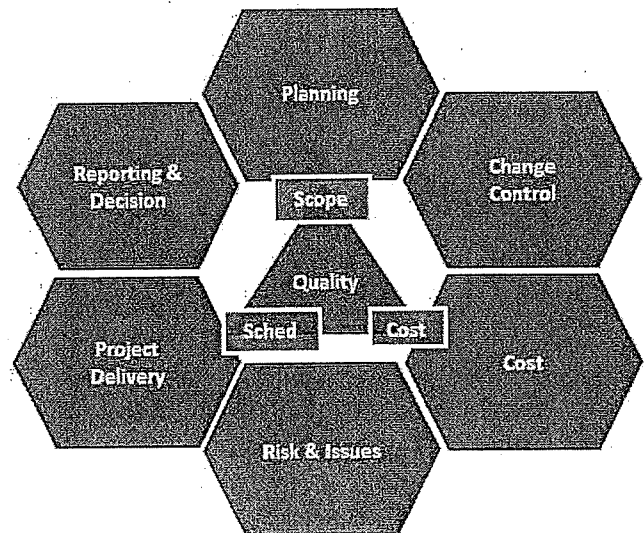 Planning
Reporting &
Decision
Change
Control
Scope
Quality
Sched
Cost
Project
Delivery
Cost
Risk & Issues